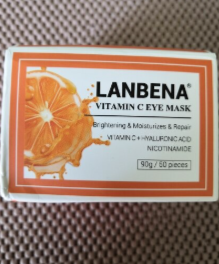 LANBENA®
VITAMIN C EYE MASK
Brightening & Moisturizes & Repair
VITAMIN C + HYALURONIC ACID
NICOTINAMIDE
90g / 60 pieces